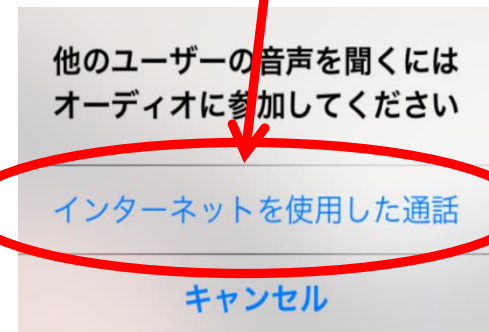 他のユーザーの音声を聞くには
オーディオに参加してください
インターネットを使用した通話
キャンセル